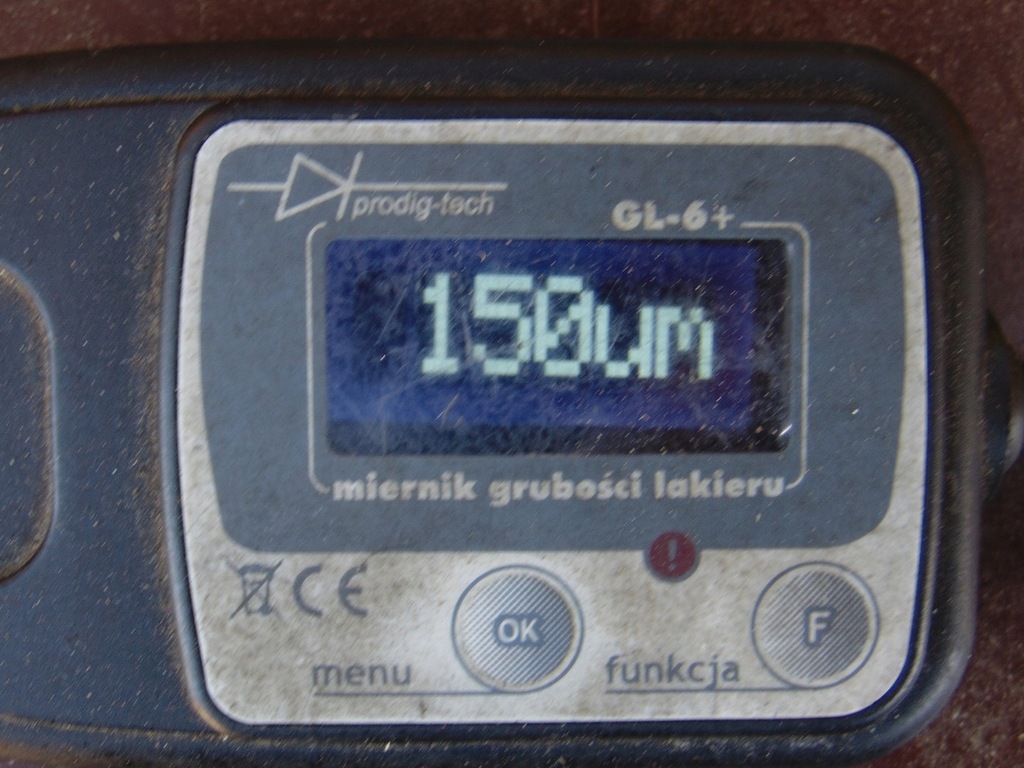 prodig-tech
GL-6+
150um
miernik grubości lakieru
!
CE
OK
F
menu
funkcja